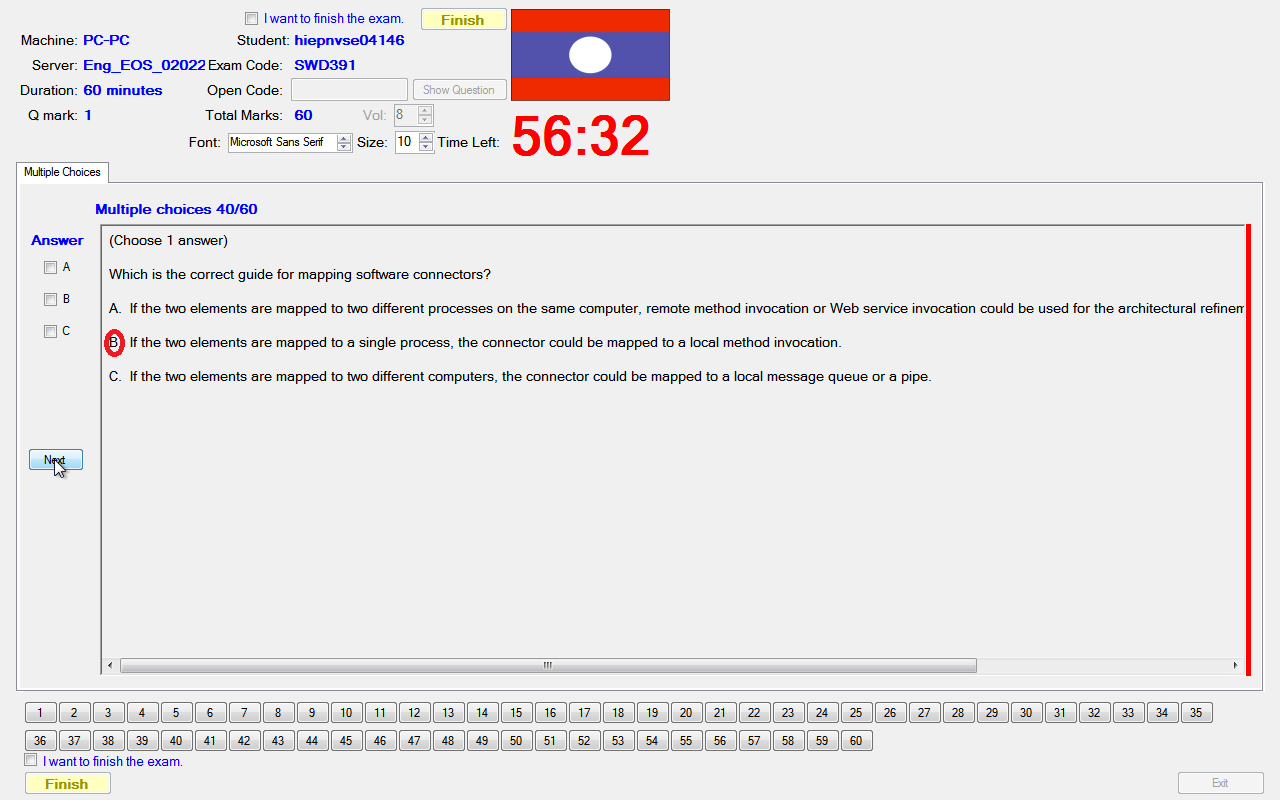 I want to finish the exam. Finish
Machine: PC-PC Student: hiepnvse04146
Server: Eng_EOS_02022 Exam Code: SWD391
Duration: 60 minutes Open Code: Show Question
Q mark: 1 Total Marks: 60 Vol: 8
Font: Microsoft Sans Serif Size: 10 Time Left: 56:32
Multiple Choices
Multiple choices 40/60
Answer
A
B
C
Next
(Choose 1 answer)
Which is the correct guide for mapping software connectors?
A. If the two elements are mapped to two different processes on the same computer, remote method invocation or Web service invocation could be used for the architectural refinem
B. If the two elements are mapped to a single process, the connector could be mapped to a local method invocation.
C. If the two elements are mapped to two different computers, the connector could be mapped to a local message queue or a pipe.
1 2 3 4 5 6 7 8 9 10 11 12 13 14 15 16 17 18 19 20 21 22 23 24 25 26 27 28 29 30 31 32 33 34 35
36 37 38 39 40 41 42 43 44 45 46 47 48 49 50 51 52 53 54 55 56 57 58 59 60
I want to finish the exam.
Finish Exit